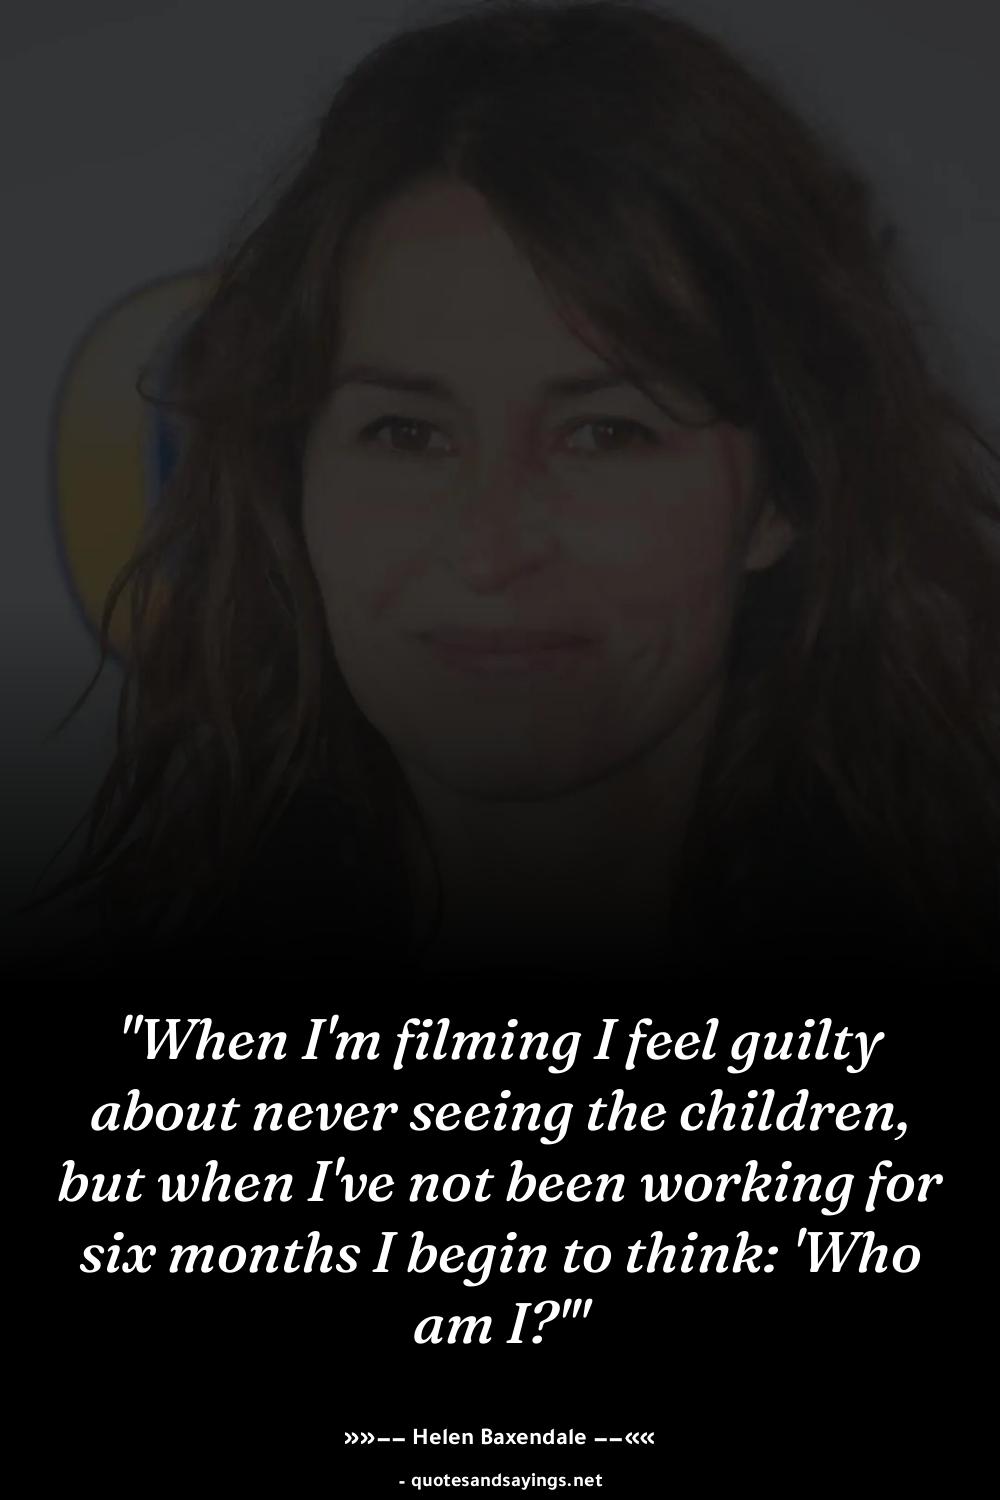 "When I'm filming I feel guilty
about never seeing the children,
but when I've not been working for
six months I begin to think: 'Who
am I?'"
»»–– Helen Baxendale ––««
- quotesandsayings.net